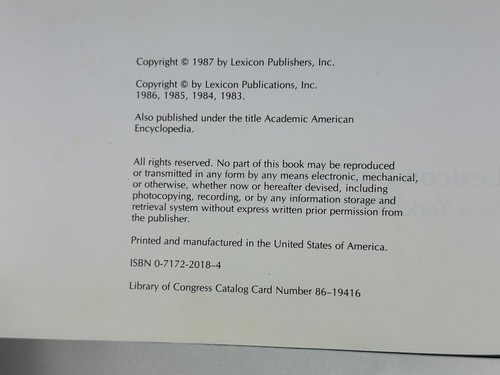 Copyright © 1987 by Lexicon Publishers, Inc.
Copyright © by Lexicon Publications, Inc.
1986, 1985, 1984, 1983.
Also published under the title Academic American
Encyclopedia.
All rights reserved. No part of this book may be reproduced
or transmitted in any form by any means electronic, mechanical,
or otherwise, whether now or hereafter devised, including
photocopying, recording, or by any information storage and
retrieval system without express written prior permission from
the publisher.
Printed and manufactured in the United States of America.
ISBN 0-7172-2018-4
Library of Congress Catalog Card Number 86-19416